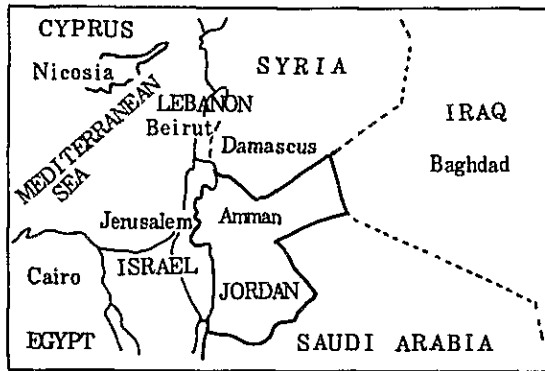 CYPRUS
Nicosia
SYRIA
LEBANON
Beirut
IRAQ
Damascus
Baghdad
MEDITERRANEAN
SEA
Jerusalem
Amman
Cairo
ISRAEL
JORDAN
EGYPT
SAUDI ARABIA